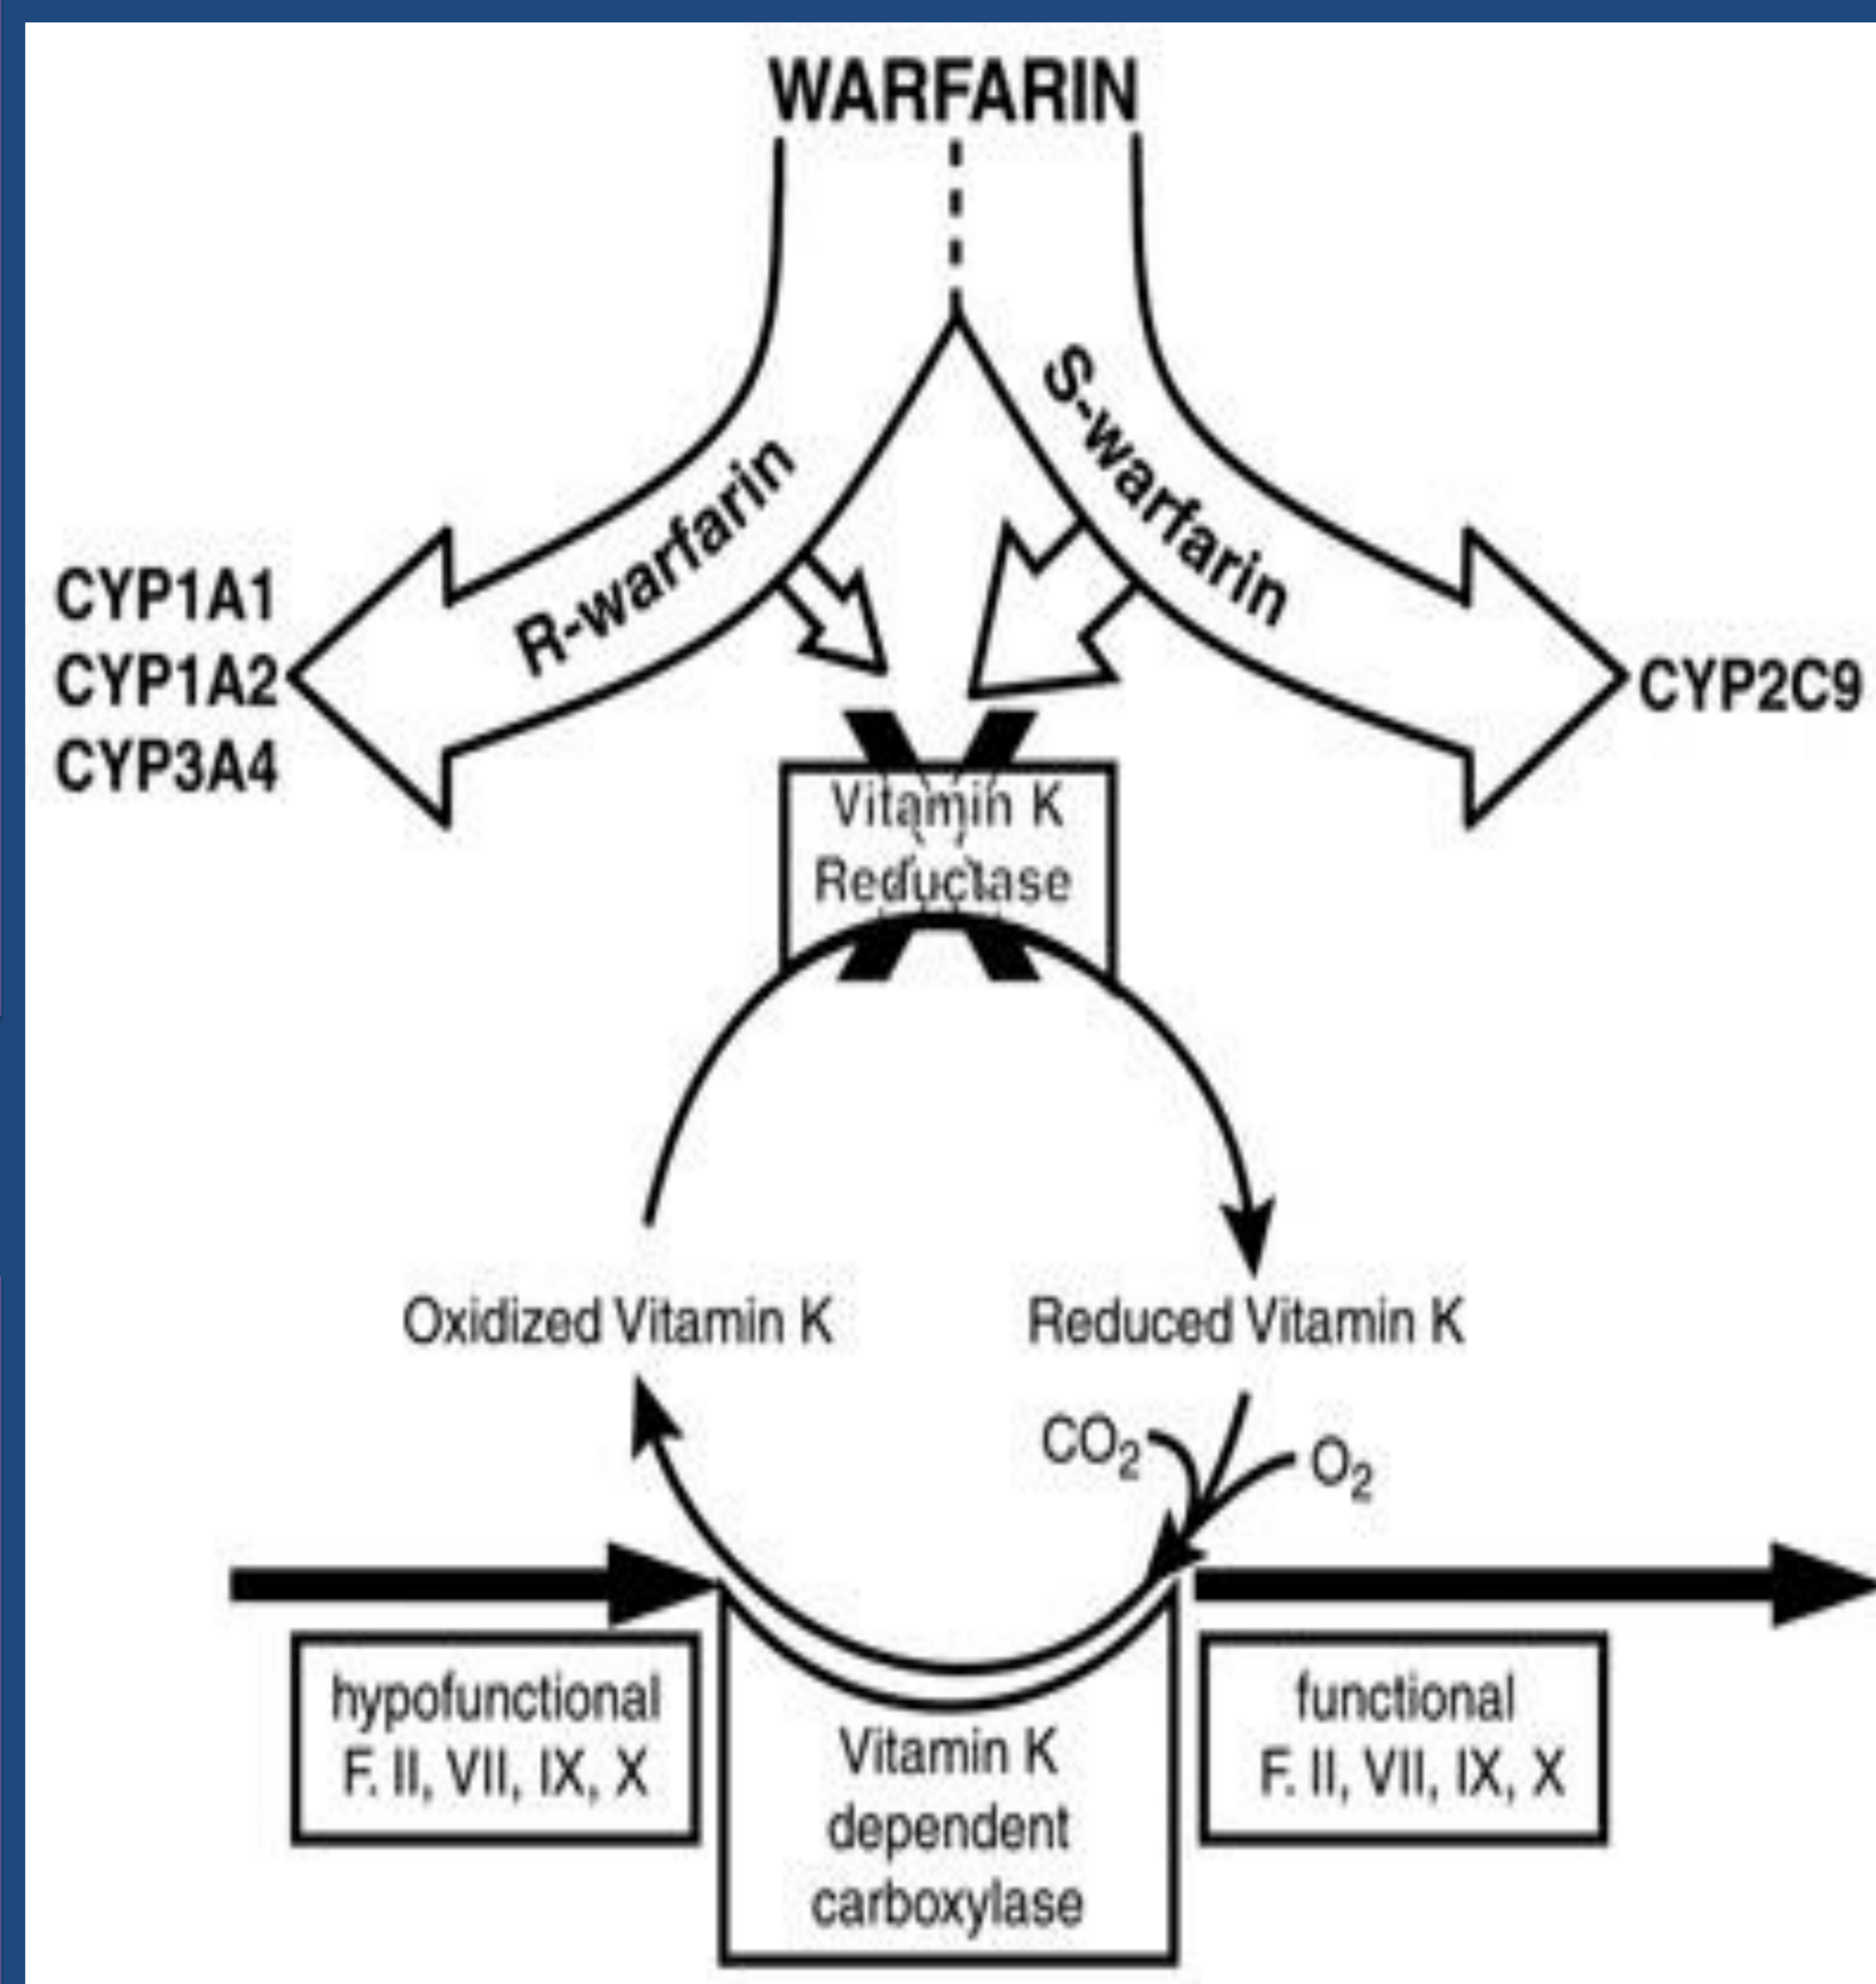 WARFARIN
R-warfarin
S-warfarin
CYP1A1
CYP1A2
CYP3A4
CYP2C9
Vitamin K
Reductase
Oxidized Vitamin K
Reduced Vitamin K
CO₂
O₂
hypofunctional
F. II, VII, IX, X
Vitamin K
dependent
carboxylase
functional
F. II, VII, IX, X